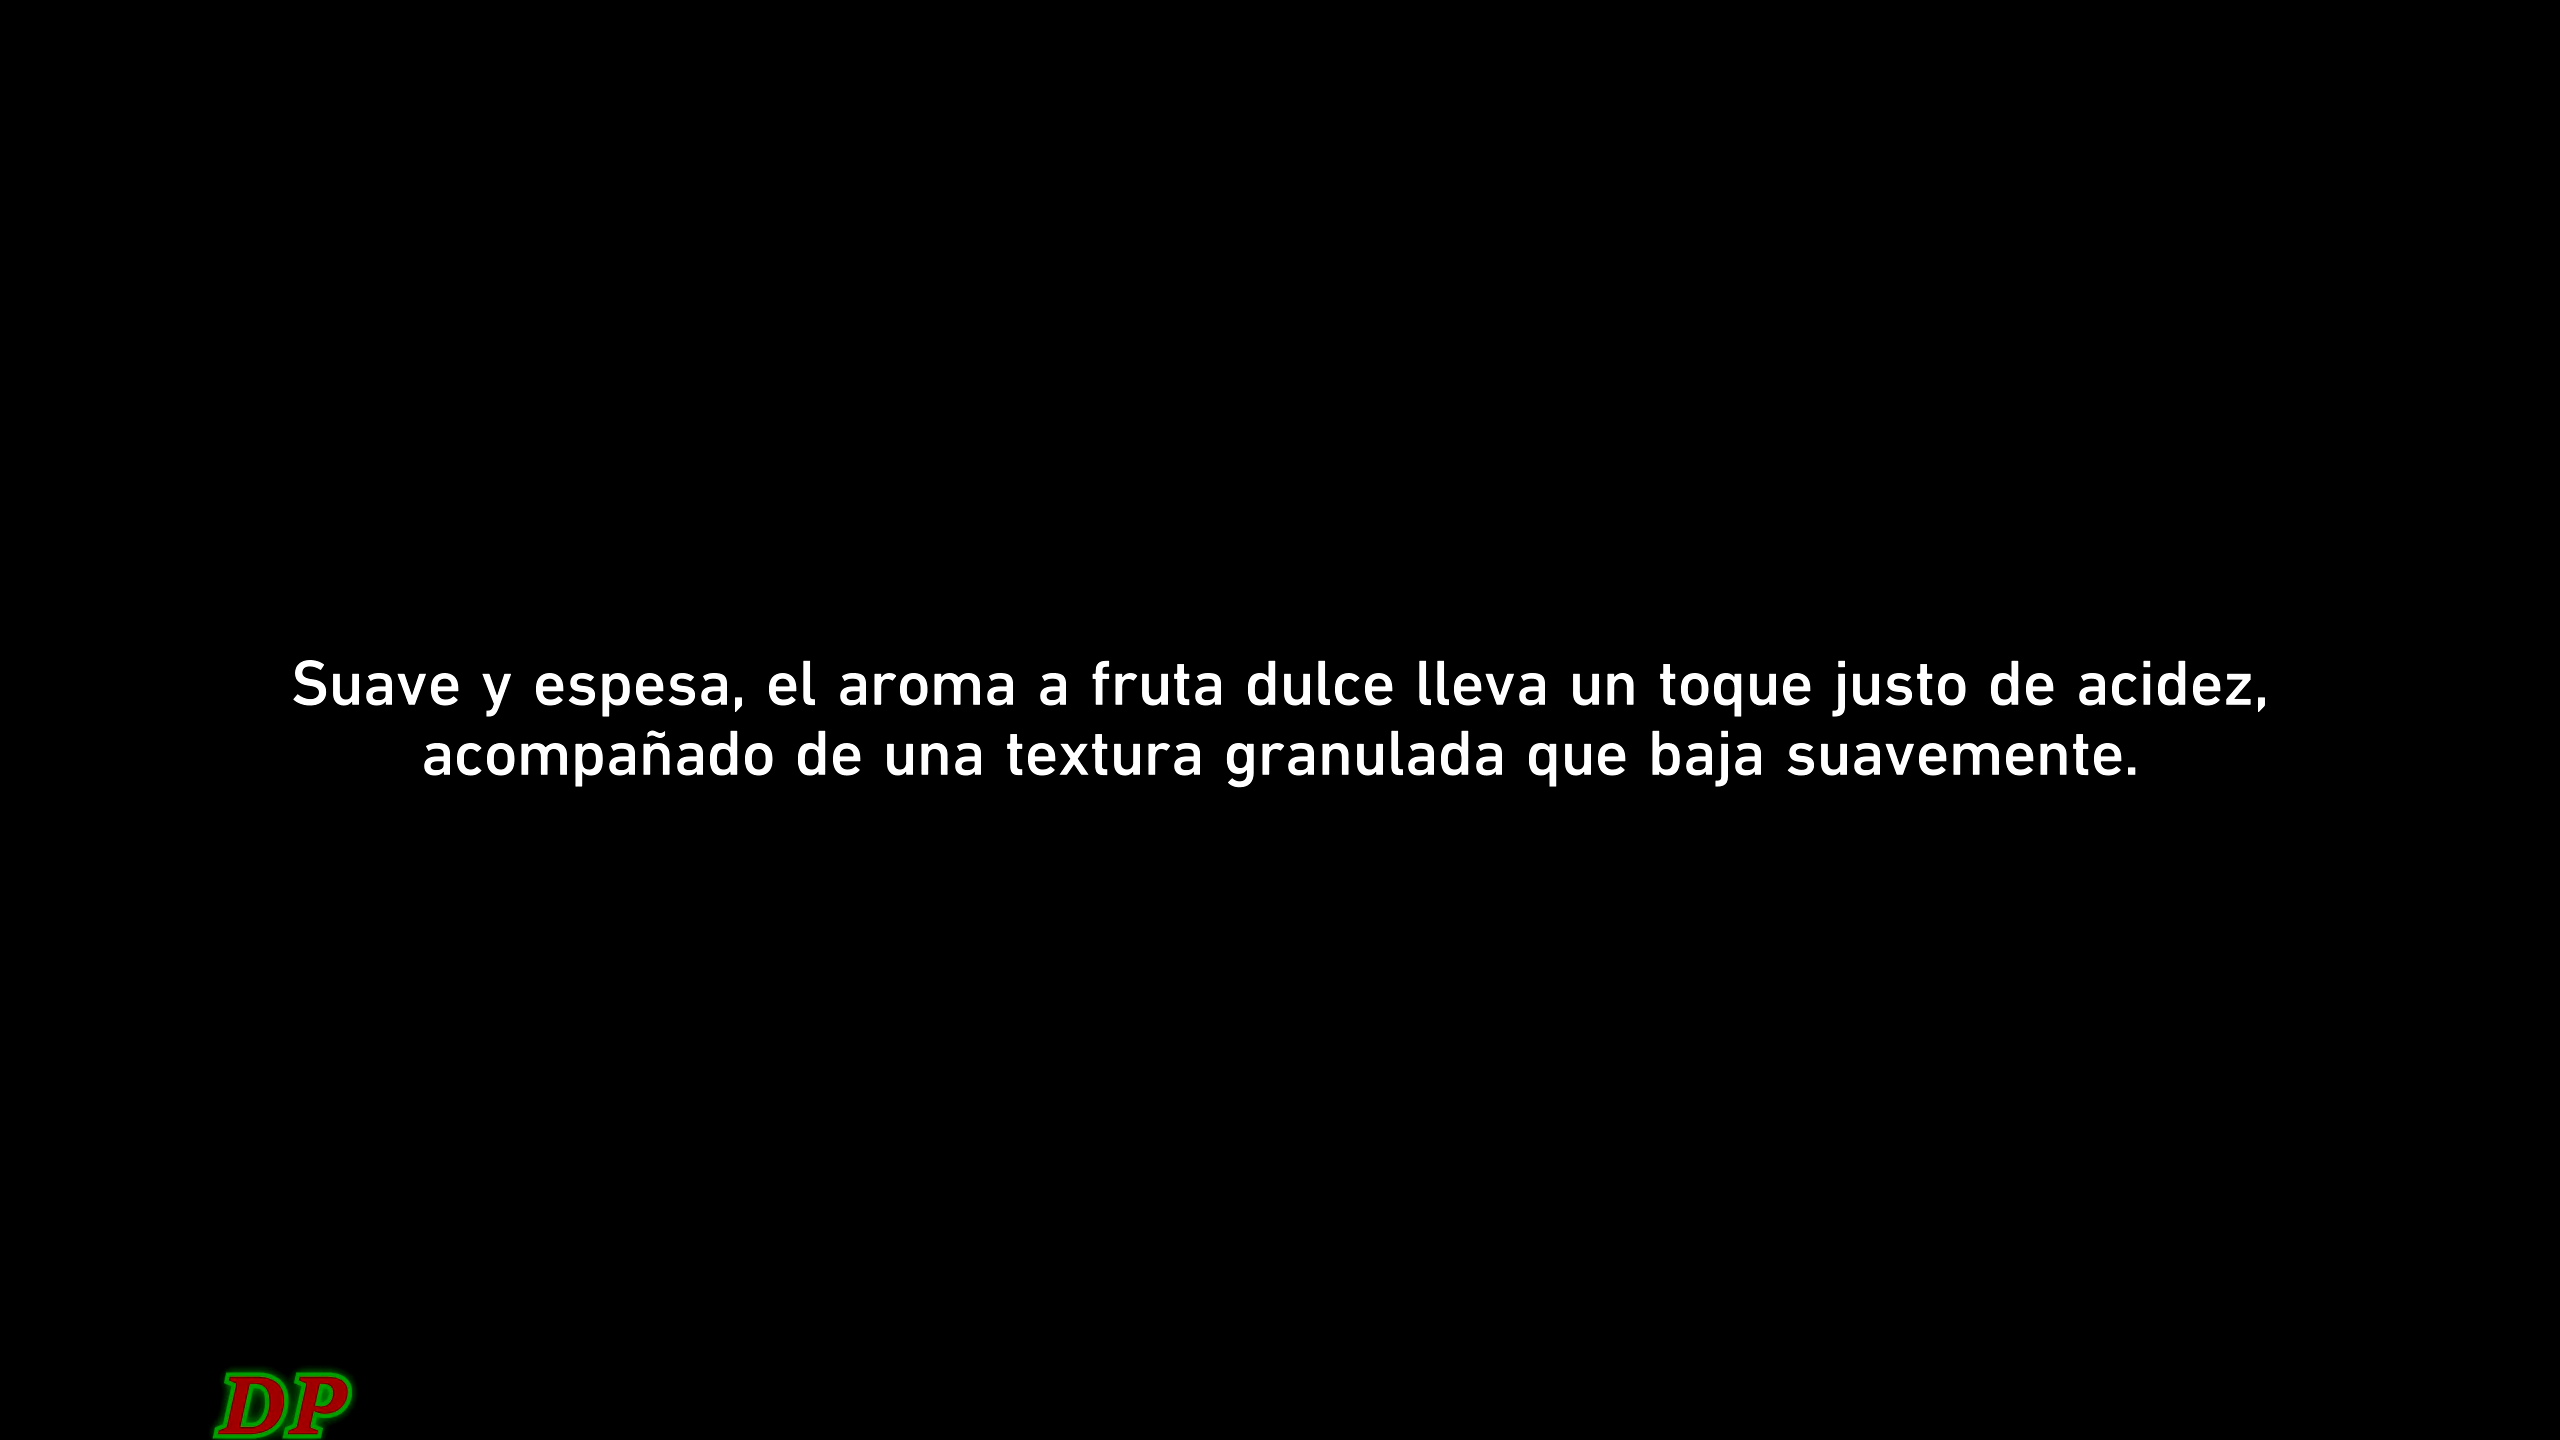 Suave y espesa, el aroma a fruta dulce lleva un toque justo de acidez,
acompañado de una textura granulada que baja suavemente.
DP